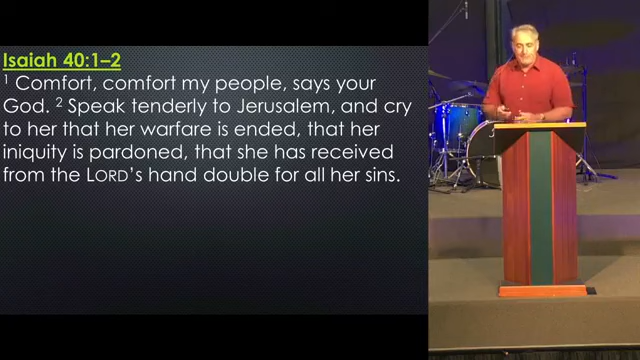 Isaiah 40:1–2
1 Comfort, comfort my people, says your
God. 2 Speak tenderly to Jerusalem, and cry
to her that her warfare is ended, that her
iniquity is pardoned, that she has received
from the LORD’s hand double for all her sins.